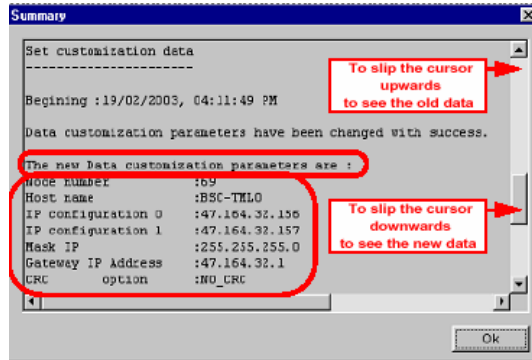 Summary
Set customization data
----------------------
To slip the cursor
upwards
to see the old data
Begining :19/02/2003, 04:11:49 PM
Data customization parameters have been changed with success.
The new Data customization parameters are :
Node number :69
Host name :BSC-TMLO
IP configuration 0 :47.164.32.156
IP configuration 1 :47.164.32.157
Mask IP :255.255.255.0
Gateway IP Address :47.164.32.1
CRC option :NO_CRC
To slip the cursor
downwards
to see the new data
Ok